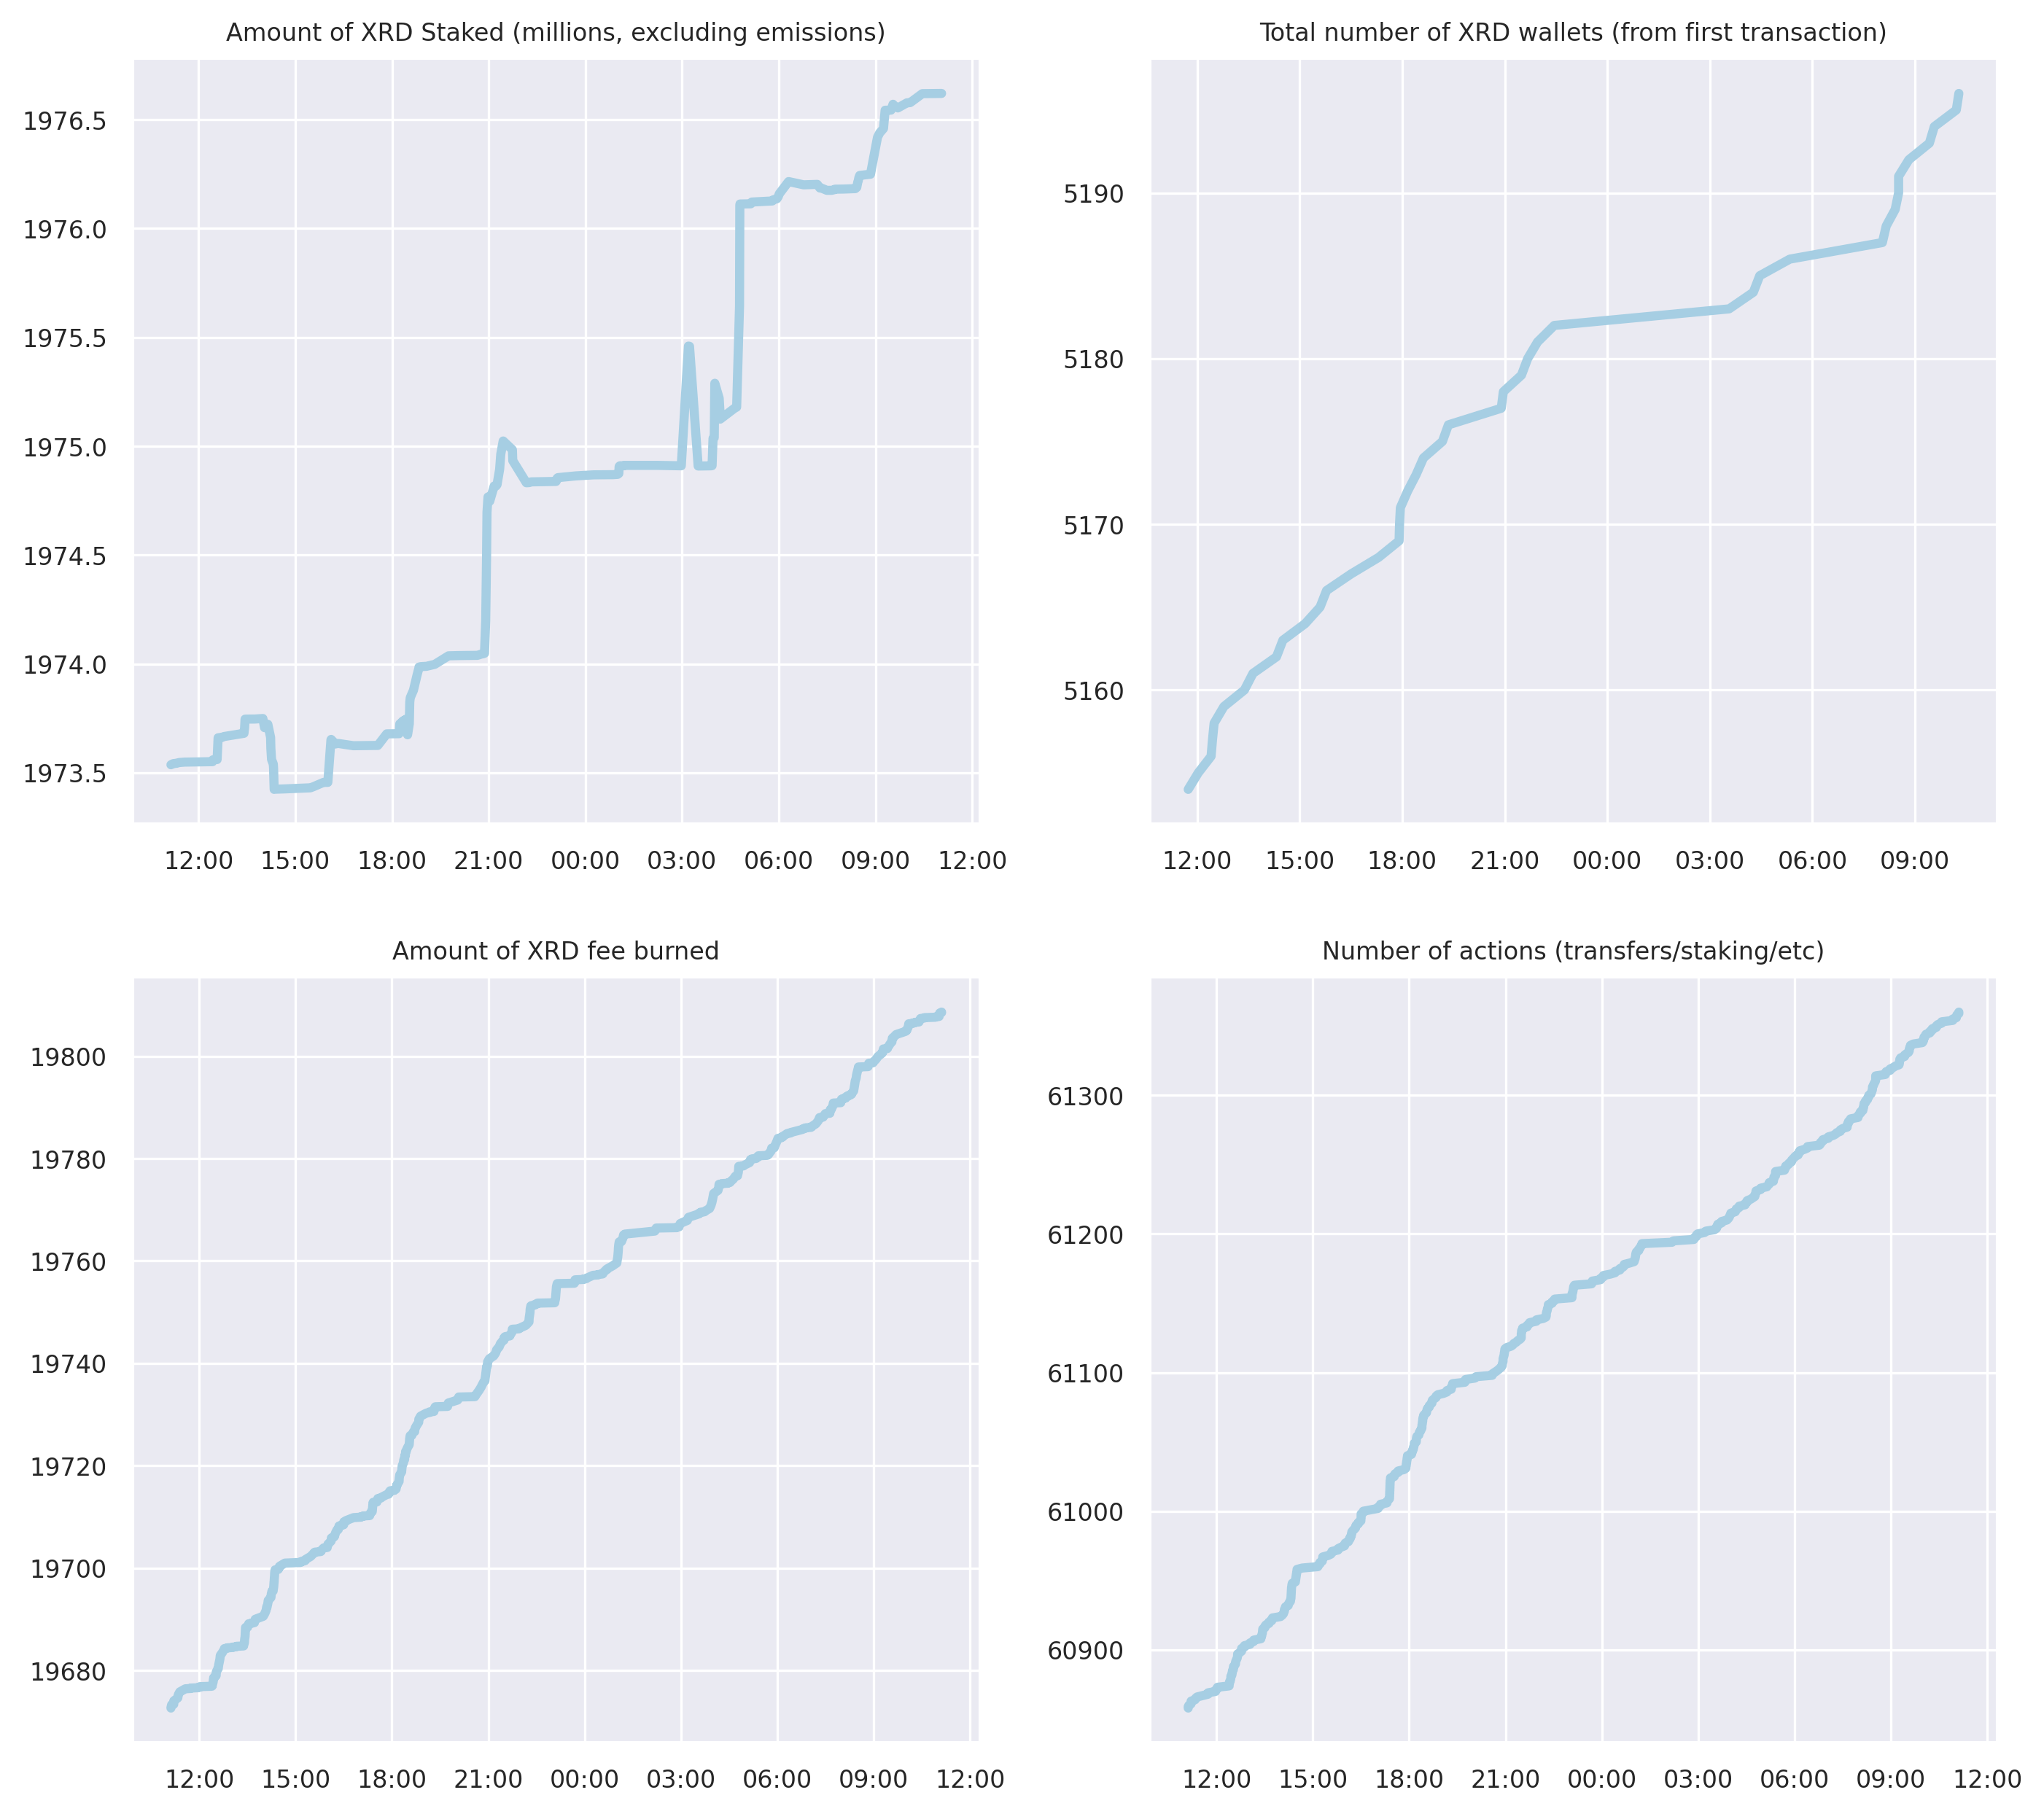 Amount of XRD Staked (millions, excluding emissions)
1976.5
1976.0
1975.5
1975.0
1974.5
1974.0
1973.5
12:00 15:00 18:00 21:00 00:00 03:00 06:00 09:00 12:00
Total number of XRD wallets (from first transaction)
5190
5180
5170
5160
12:00 15:00 18:00 21:00 00:00 03:00 06:00 09:00
Amount of XRD fee burned
19800
19780
19760
19740
19720
19700
19680
12:00 15:00 18:00 21:00 00:00 03:00 06:00 09:00 12:00
Number of actions (transfers/staking/etc)
61300
61200
61100
61000
60900
12:00 15:00 18:00 21:00 00:00 03:00 06:00 09:00 12:00